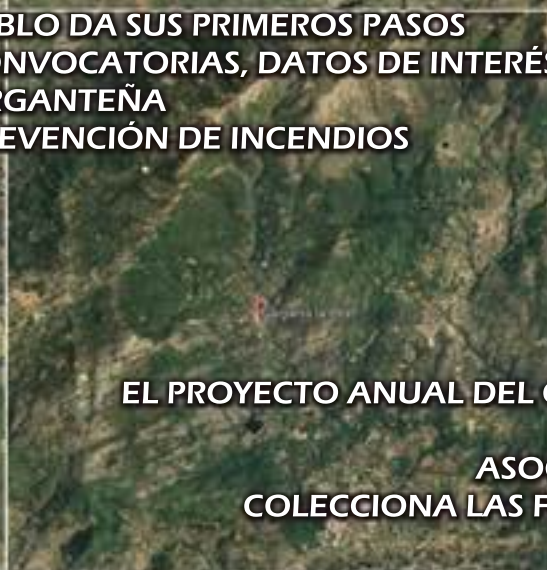 BLO DA SUS PRIMEROS PASOS
ONVOCATORIAS, DATOS DE INTERÉS
RGANTEÑA
EVENCIÓN DE INCENDIOS
EL PROYECTO ANUAL DEL
ASOC
COLECCIONA LAS F